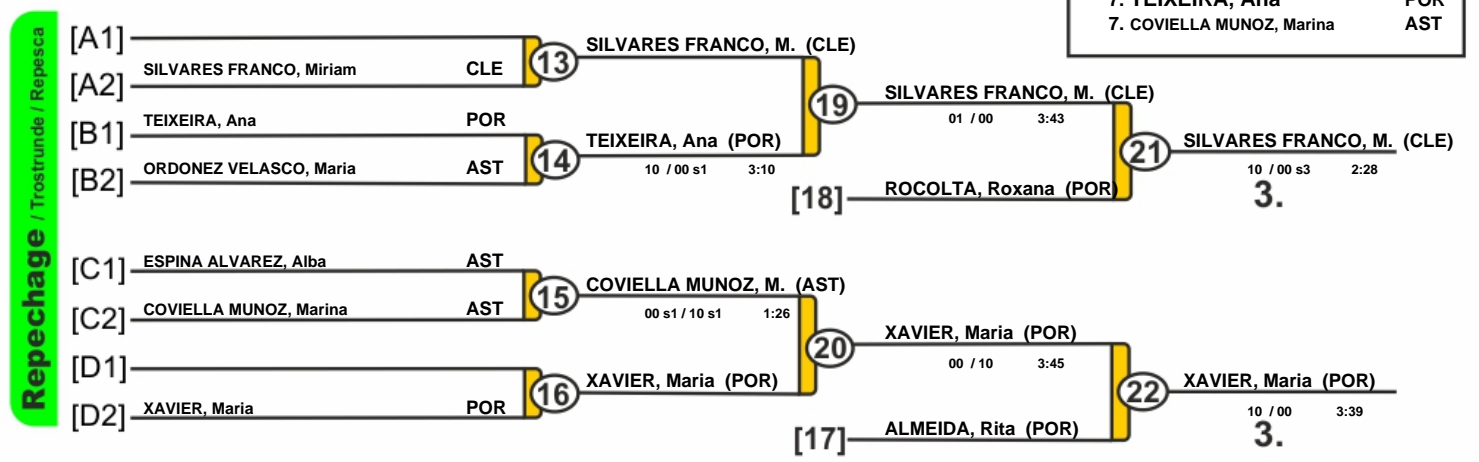 7. TEIXEIRA, Ana POR
7. COVIELLA MUNOZ, Marina AST
Repechage / Trostrunde / Repesca
[A1]
[A2] SILVARES FRANCO, Miriam CLE
13 SILVARES FRANCO, M. (CLE)
[B1] TEIXEIRA, Ana POR
[B2] ORDONEZ VELASCO, Maria AST
14 TEIXEIRA, Ana (POR)
10 / 00 s1 3:10
19 SILVARES FRANCO, M. (CLE)
01 / 00 3:43
[18] ROCOLTA, Roxana (POR)
21 SILVARES FRANCO, M. (CLE)
10 / 00 s3 2:28
3.
[C1] ESPINA ALVAREZ, Alba AST
[C2] COVIELLA MUNOZ, Marina AST
15 COVIELLA MUNOZ, M. (AST)
00 s1 / 10 s1 1:26
[D1]
[D2] XAVIER, Maria POR
16 XAVIER, Maria (POR)
20 XAVIER, Maria (POR)
00 / 10 3:45
[17] ALMEIDA, Rita (POR)
22 XAVIER, Maria (POR)
10 / 00 3:39
3.